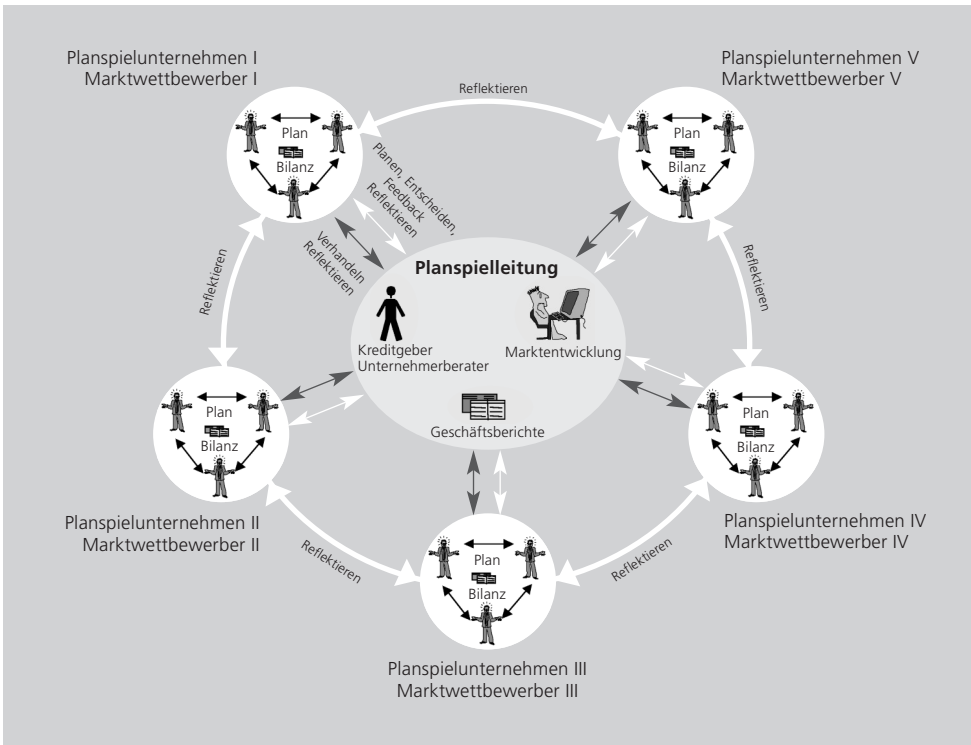 Planspielunternehmen I
Marktwettbewerber I
Planspielunternehmen V
Marktwettbewerber V
Reflektieren
Plan
Bilanz
Plan
Bilanz
Planen, Entscheiden,
Feedback
Reflektieren
Verhandeln
Reflektieren
Reflektieren
Reflektieren
Planspielleitung
Kreditgeber
Unternehmerberater
Marktentwicklung
Geschäftsberichte
Plan
Bilanz
Plan
Bilanz
Planspielunternehmen II
Marktwettbewerber II
Planspielunternehmen IV
Marktwettbewerber IV
Reflektieren
Reflektieren
Plan
Bilanz
Planspielunternehmen III
Marktwettbewerber III